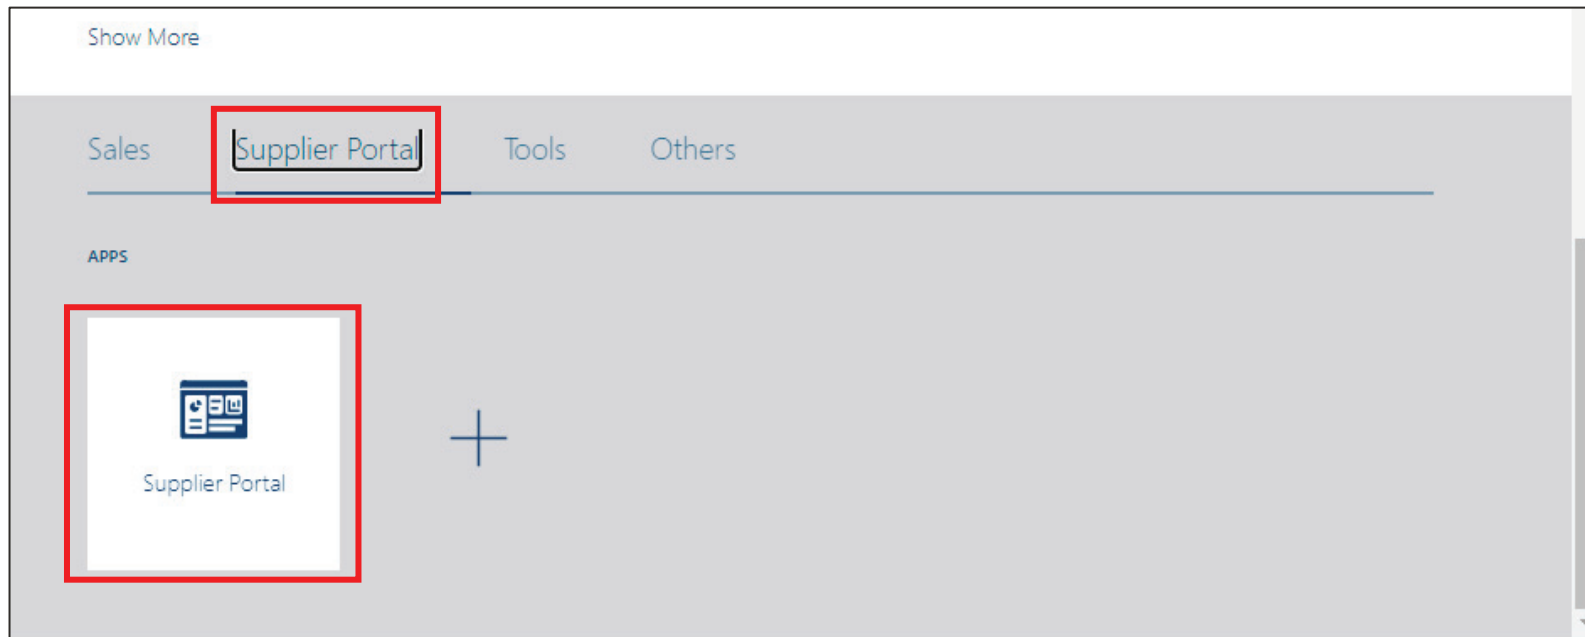 Show More
Sales Supplier Portal Tools Others
APPS
Supplier Portal